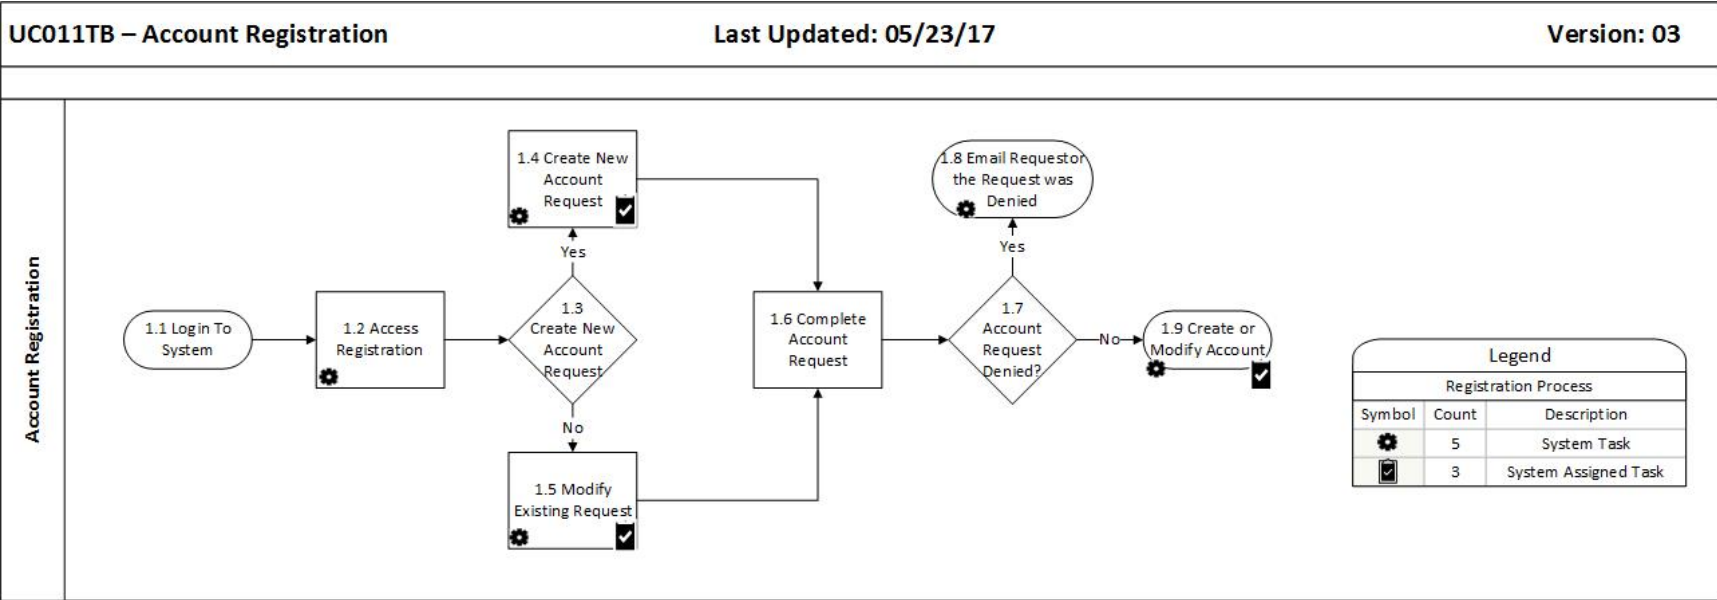 UC011TB – Account Registration
Last Updated: 05/23/17
Version: 03
Account Registration
1.1 Login To
System
1.2 Access
Registration
1.3
Create New
Account
Request
Yes
No
1.4 Create New
Account
Request
1.5 Modify
Existing Request
1.6 Complete
Account
Request
1.7
Account
Request
Denied?
Yes
No
1.8 Email Requestor
the Request was
Denied
1.9 Create or
Modify Account
Legend
Registration Process
Symbol Count Description
5 System Task
3 System Assigned Task